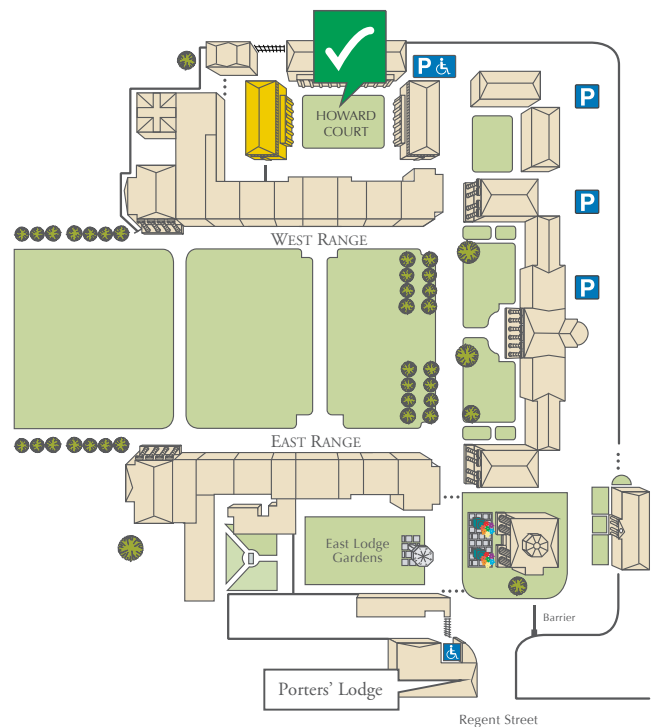 P
P
HOWARD
COURT
P
WEST RANGE
P
EAST RANGE
East Lodge
Gardens
Barrier
Porters' Lodge
Regent Street